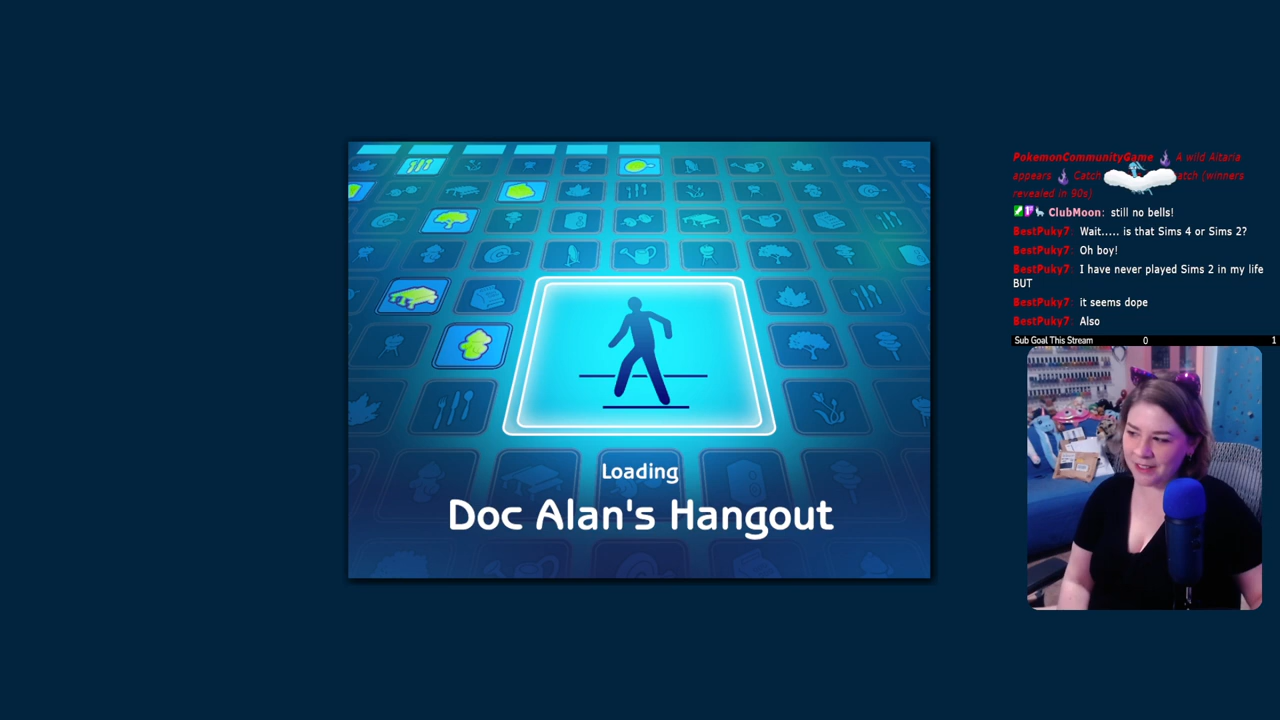 PokemonCommunityGame A wild Altaria
appears Catch atch (winners
revealed in 90s)
ClubMoon: still no bells!
BestPuky7: Wait..... is that Sims 4 or Sims 2?
BestPuky7: Oh boy!
BestPuky7: I have never played Sims 2 in my life
BUT
BestPuky7: it seems dope
BestPuky7: Also
Sub Goal This Stream 0 1
Loading
Doc Alan's Hangout